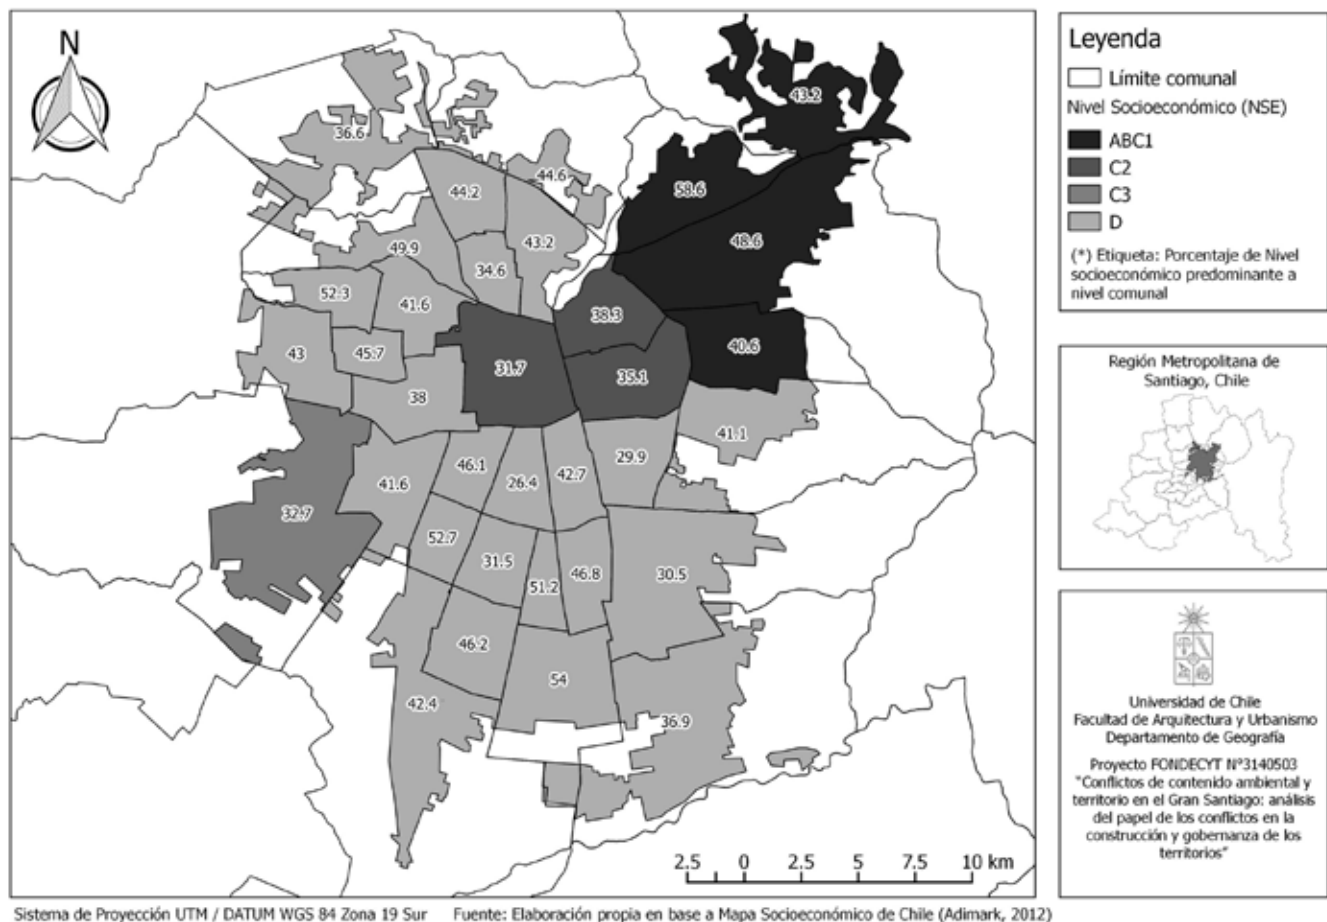 N
43.2
36.6
44.6
44.2
58.6
43.2
48.6
49.9
34.6
52.3
41.6
38.3
43
45.7
31.7
40.6
35.1
38
41.1
46.1
29.9
42.7
41.6
26.4
32.7
52.7
31.5
46.8
30.5
51.2
46.2
54
42.4
36.9
2.5 0 2.5 5 7.5 10 km
Sistema de Proyección UTM / DATUM WGS 84 Zona 19 Sur Fuente: Elaboración propia en base a Mapa Socioeconómico de Chile (Adimark, 2012)
Leyenda
Límite comunal
Nivel Socioeconómico (NSE)
ABC1
C2
C3
D
(*) Etiqueta: Porcentaje de Nivel
socioeconómico predominante a
nivel comunal
Región Metropolitana de
Santiago, Chile
Universidad de Chile
Facultad de Arquitectura y Urbanismo
Departamento de Geografía
Proyecto FONDECYT N°3140503
"Conflictos de contenido ambiental y
territorio en el Gran Santiago: análisis
del papel de los conflictos en la
construcción y gobernanza de los
territorios"